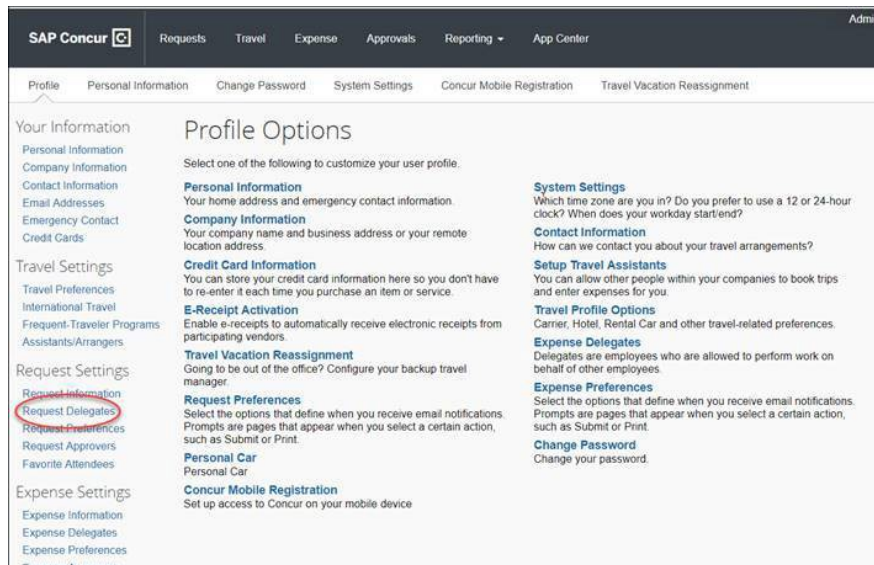 Admi
SAP Concur C
Requests Travel Expense Approvals Reporting App Center
Profile Personal Information Change Password System Settings Concur Mobile Registration Travel Vacation Reassignment
Your Information
Personal Information
Company Information
Contact Information
Email Addresses
Emergency Contact
Credit Cards
Travel Settings
Travel Preferences
International Travel
Frequent-Traveler Programs
Assistants/Arrangers
Request Settings
Request Information
Request Delegates
Request Preferences
Request Approvers
Favorite Attendees
Expense Settings
Expense Information
Expense Delegates
Expense Preferences
Profile Options
Select one of the following to customize your user profile.
Personal Information
Your home address and emergency contact information.
Company Information
Your company name and business address or your remote
location address.
Credit Card Information
You can store your credit card information here so you don't have
to re-enter it each time you purchase an item or service.
E-Receipt Activation
Enable e-receipts to automatically receive electronic receipts from
participating vendors.
Travel Vacation Reassignment
Going to be out of the office? Configure your backup travel
manager.
Request Preferences
Select the options that define when you receive email notifications.
Prompts are pages that appear when you select a certain action,
such as Submit or Print.
Personal Car
Personal Car
Concur Mobile Registration
Set up access to Concur on your mobile device
System Settings
Which time zone are you in? Do you prefer to use a 12 or 24-hour
clock? When does your workday start/end?
Contact Information
How can we contact you about your travel arrangements?
Setup Travel Assistants
You can allow other people within your companies to book trips
and enter expenses for you.
Travel Profile Options
Carrier, Hotel, Rental Car and other travel-related preferences.
Expense Delegates
Delegates are employees who are allowed to perform work on
behalf of other employees.
Expense Preferences
Select the options that define when you receive email notifications.
Prompts are pages that appear when you select a certain action,
such as Submit or Print.
Change Password
Change your password.